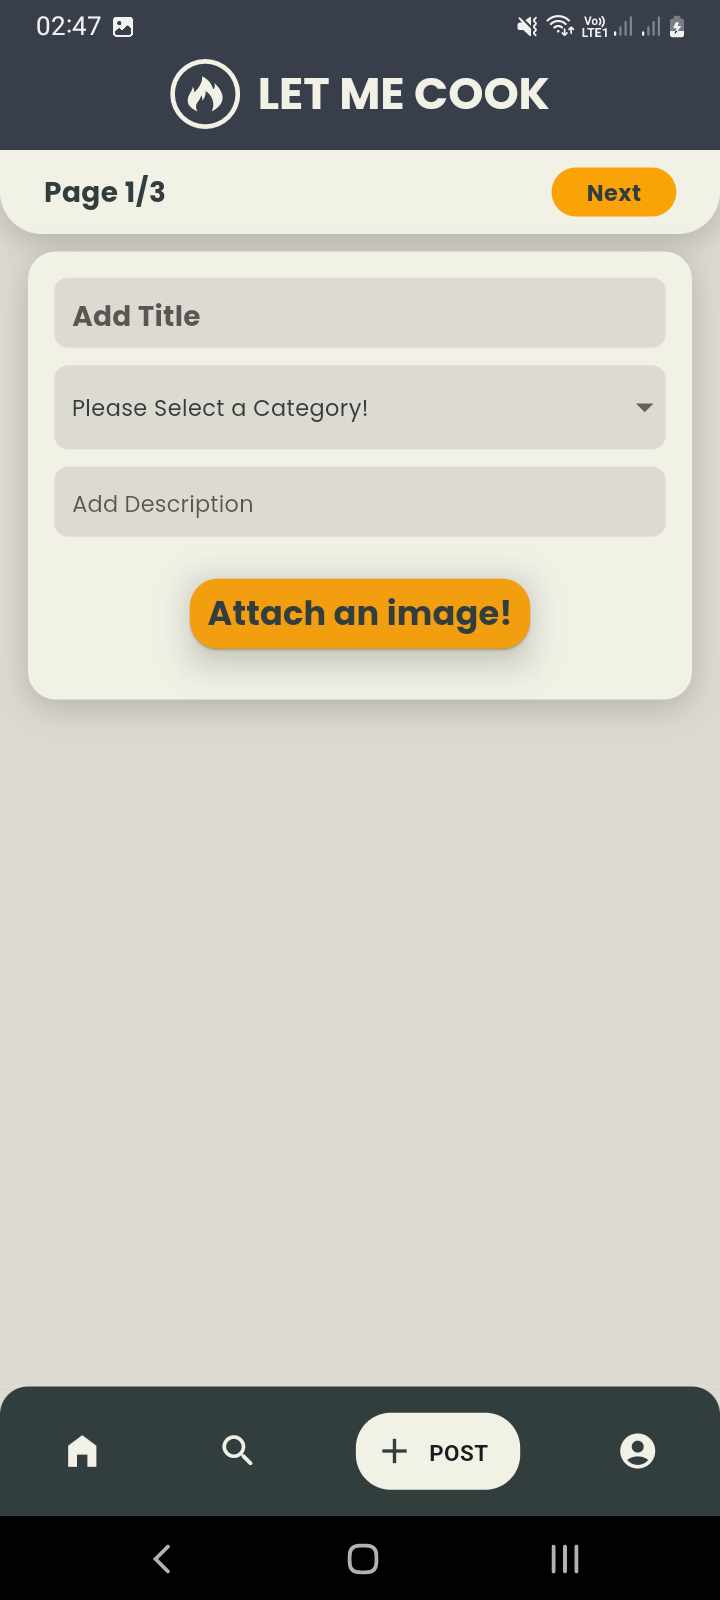 02:47
Vo)) LTE1
LET ME COOK
Page 1/3
Next
Add Title
Please Select a Category!
Add Description
Attach an image!
POST